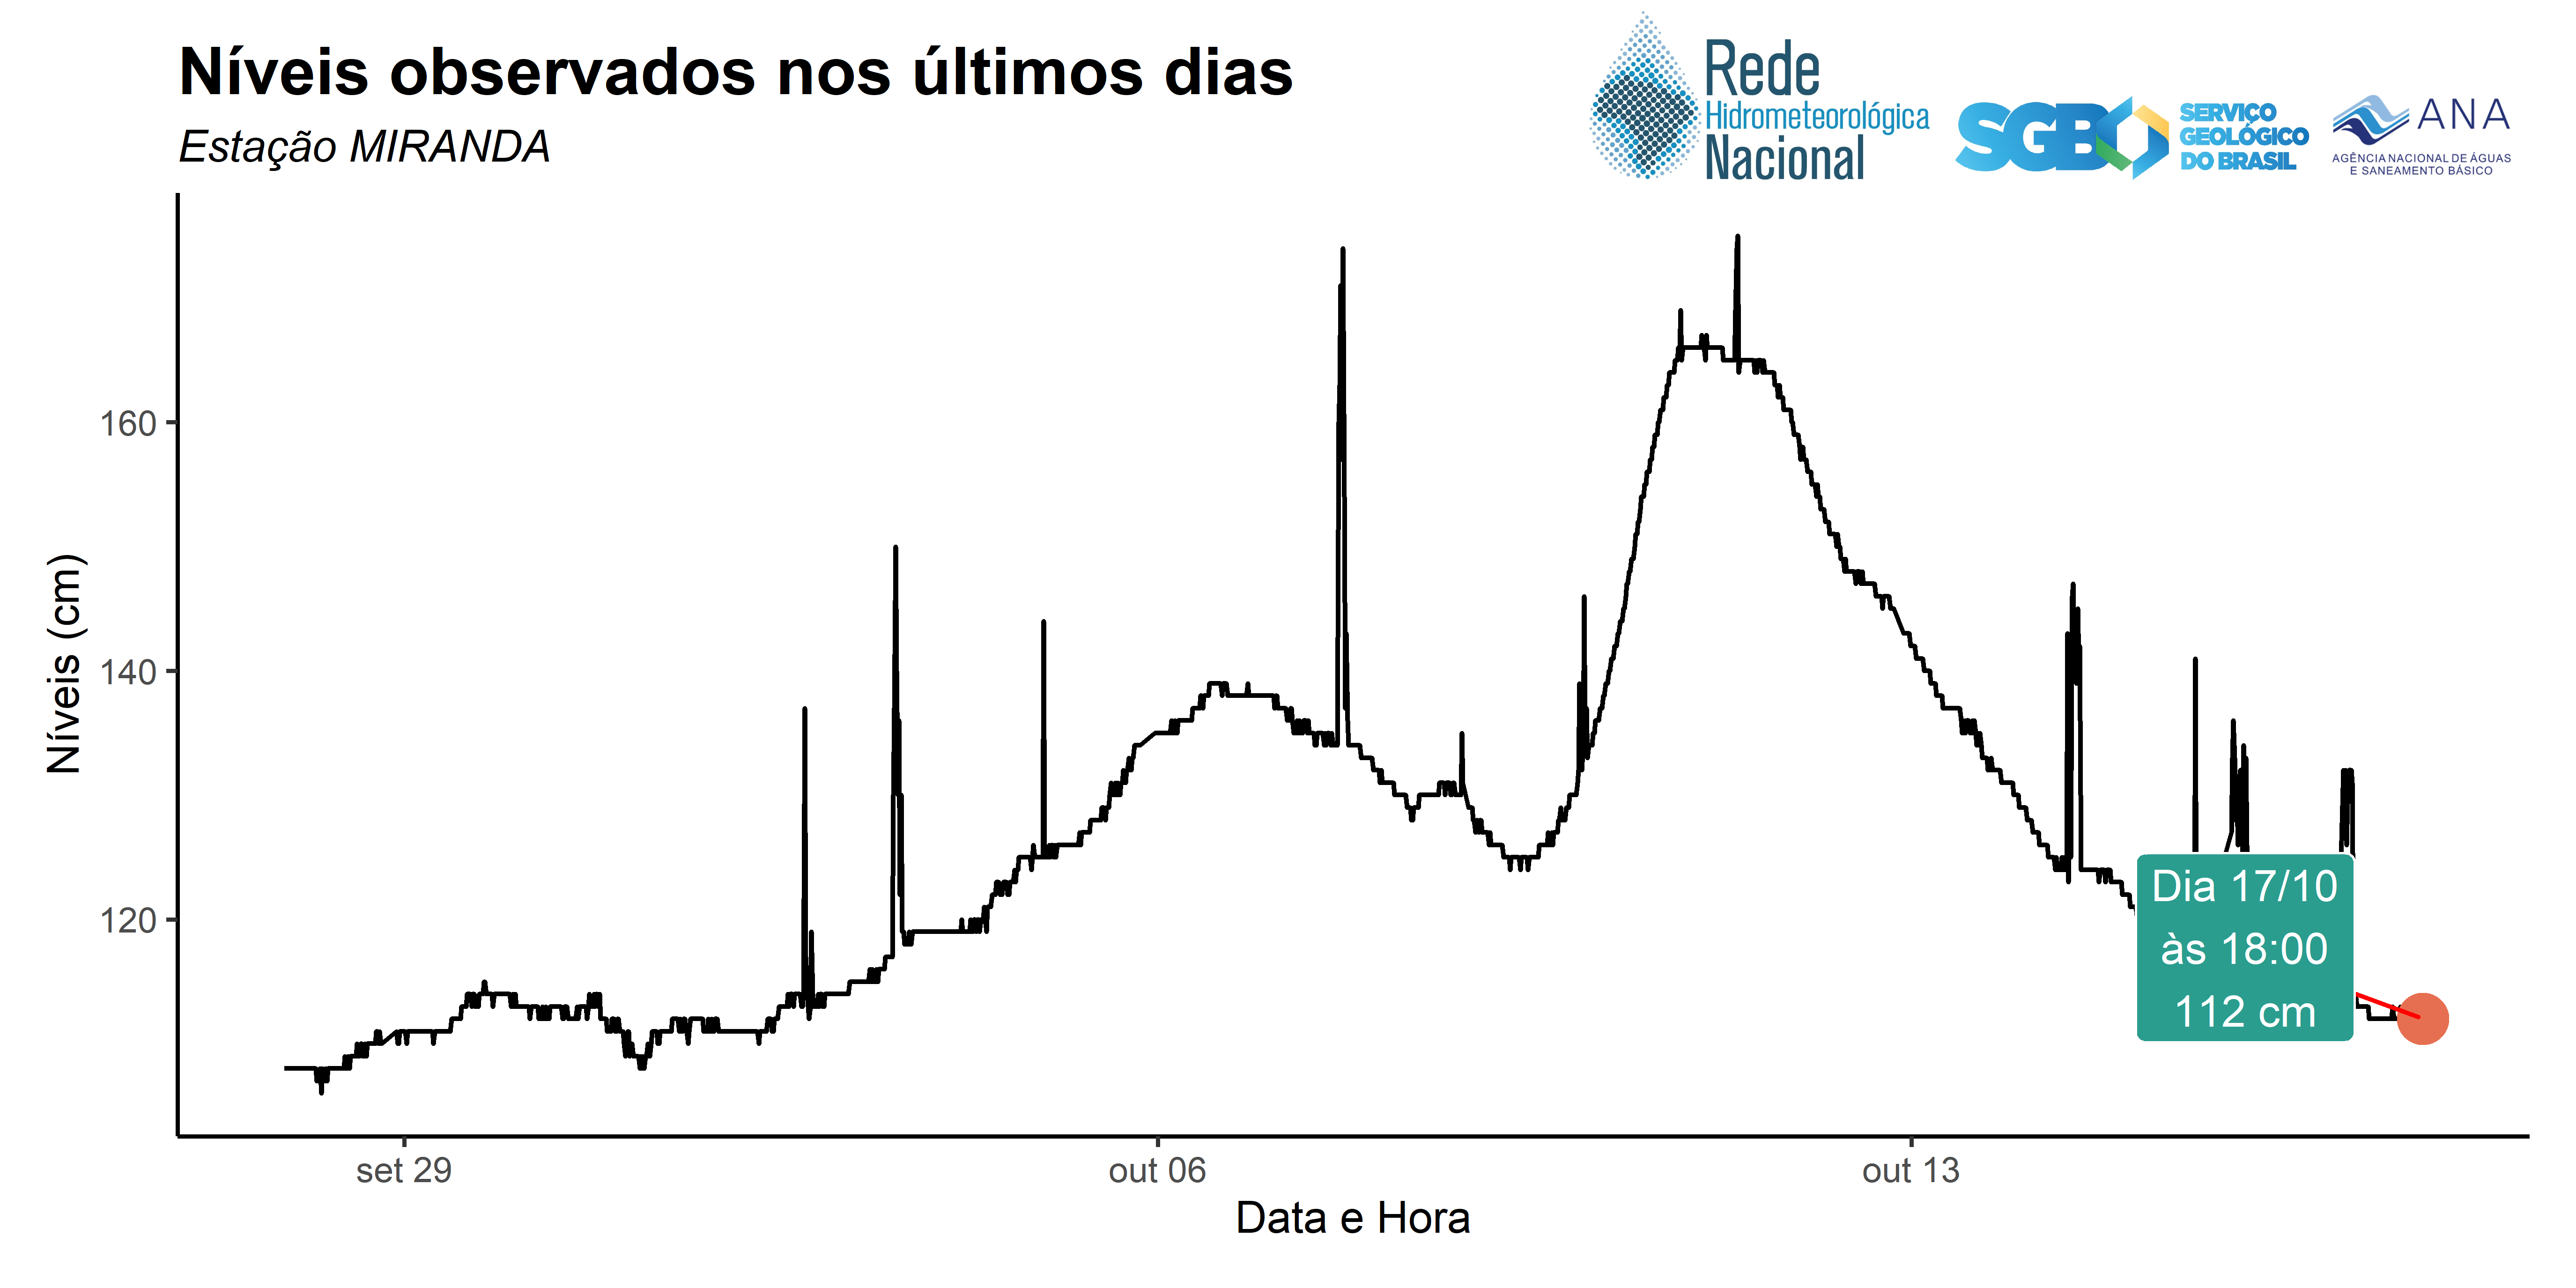 Níveis observados nos últimos dias
Estação MIRANDA
Rede
Hidrometeorológica
Nacional
SGB
SERVIÇO
GEOLÓGICO
DO BRASIL
ANA
AGÊNCIA NACIONAL DE ÁGUAS
E SANEAMENTO BÁSICO
Níveis (cm)
160
140
120
Dia 17/10
às 18:00
112 cm
set 29
out 06
out 13
Data e Hora